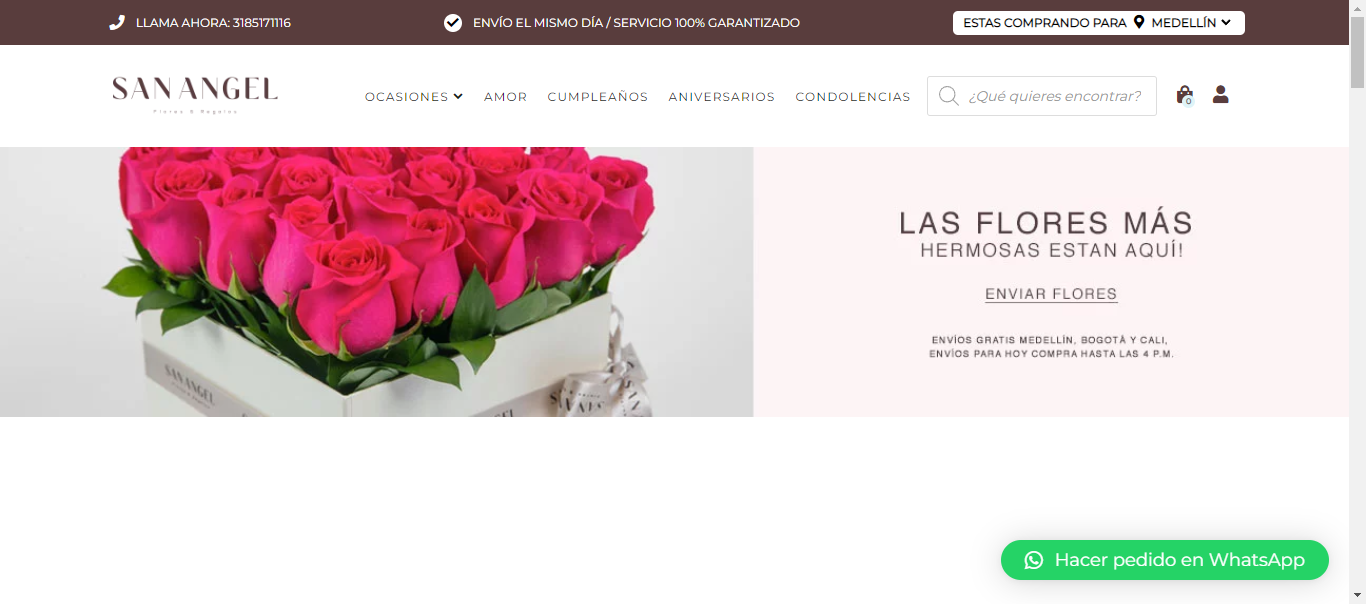 LLAMA AHORA: 3185171116
ENVÍO EL MISMO DÍA / SERVICIO 100% GARANTIZADO
ESTAS COMPRANDO PARA MEDELLÍN
SAN ANGEL
Flores & Regalos
OCASIONES
AMOR
CUMPLEAÑOS
ANIVERSARIOS
CONDOLENCIAS
¿Qué quieres encontrar?
0
LAS FLORES MÁS
HERMOSAS ESTAN AQUÍ!
ENVIAR FLORES
ENVÍOS GRATIS MEDELLÍN, BOGOTÁ Y CALI,
ENVÍOS PARA HOY COMPRA HASTA LAS 4 P.M.
SAN ANGEL
Hacer pedido en WhatsApp